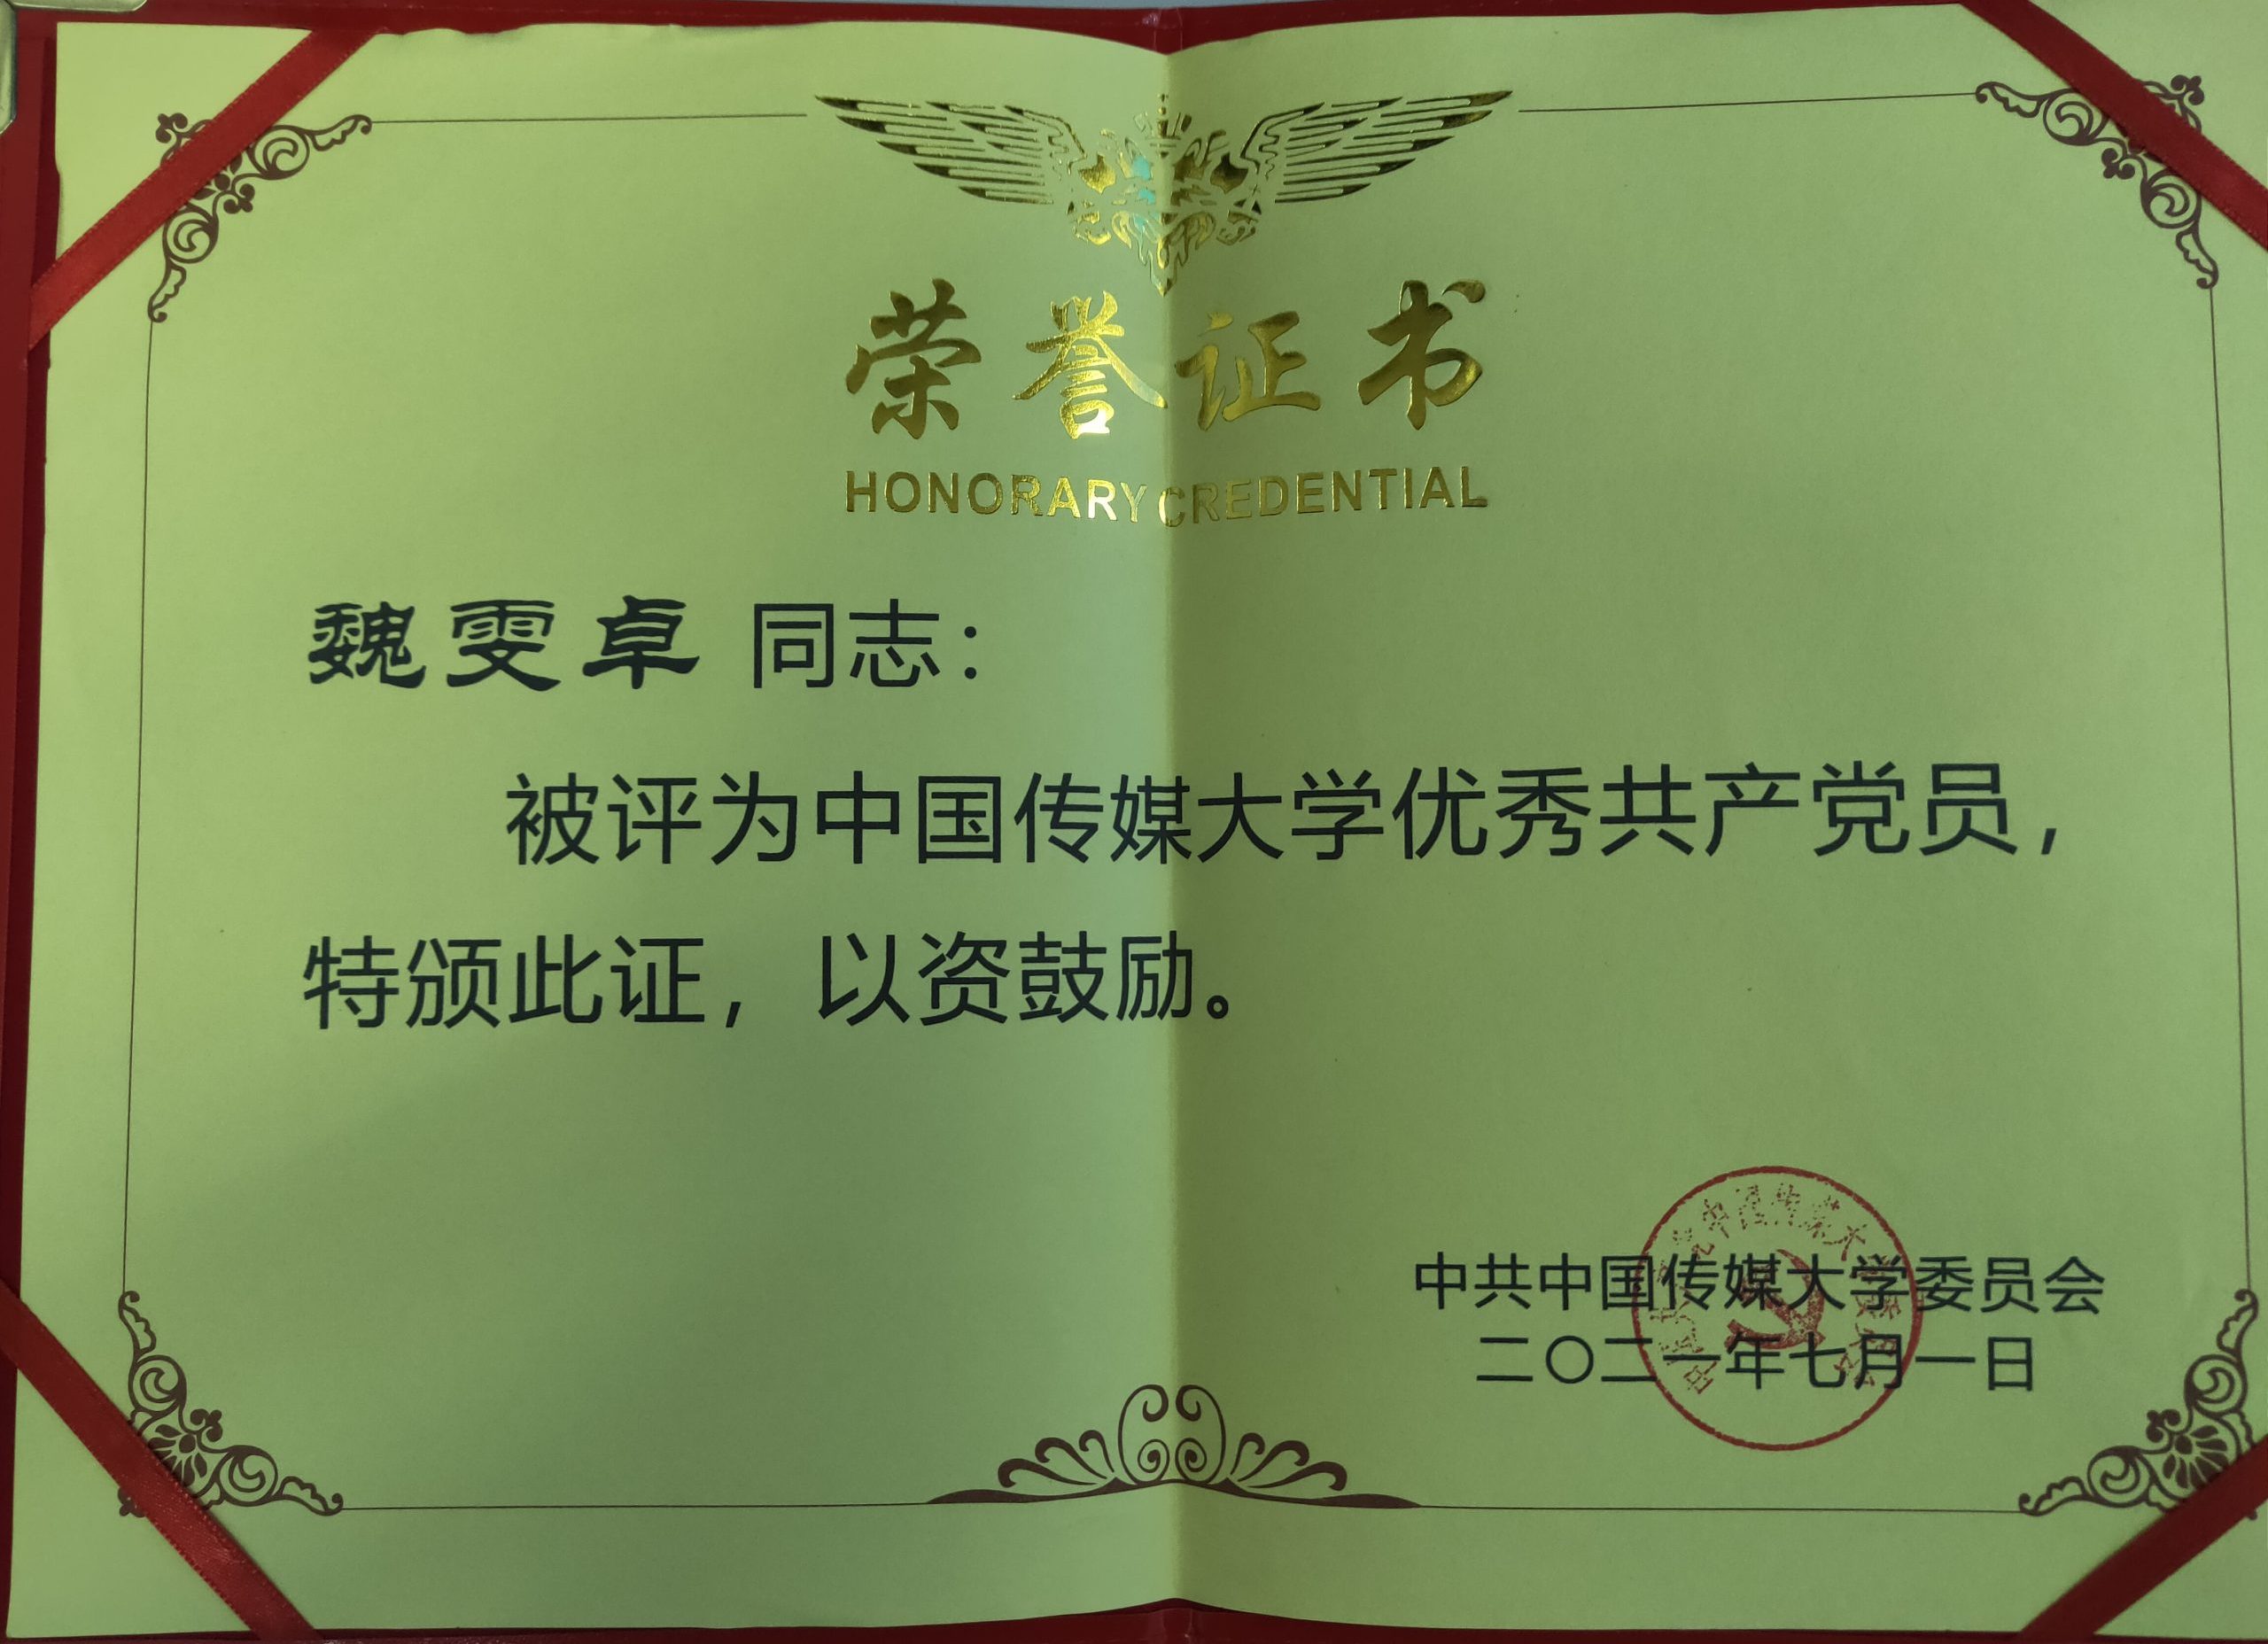 荣誉证书
HONORARY CREDENTIAL
魏雯卓 同志：
被评为中国传媒大学优秀共产党员，
特颁此证，以资鼓励。
中共中国传媒大学委员会
二〇二一年七月一日